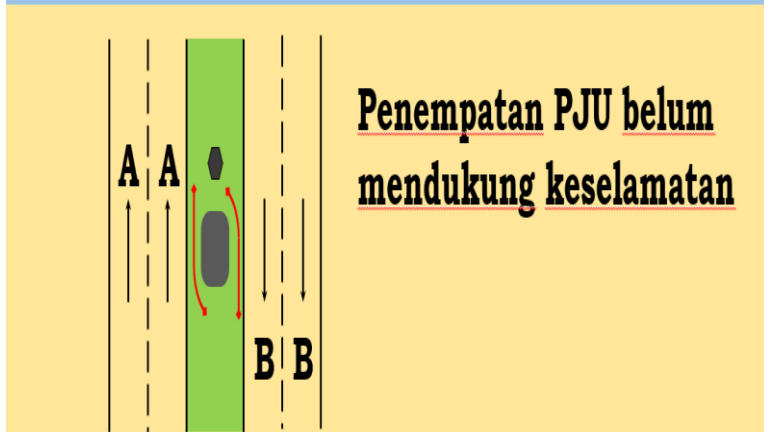 Penempatan PJU belum
mendukung keselamatan
A A
B B